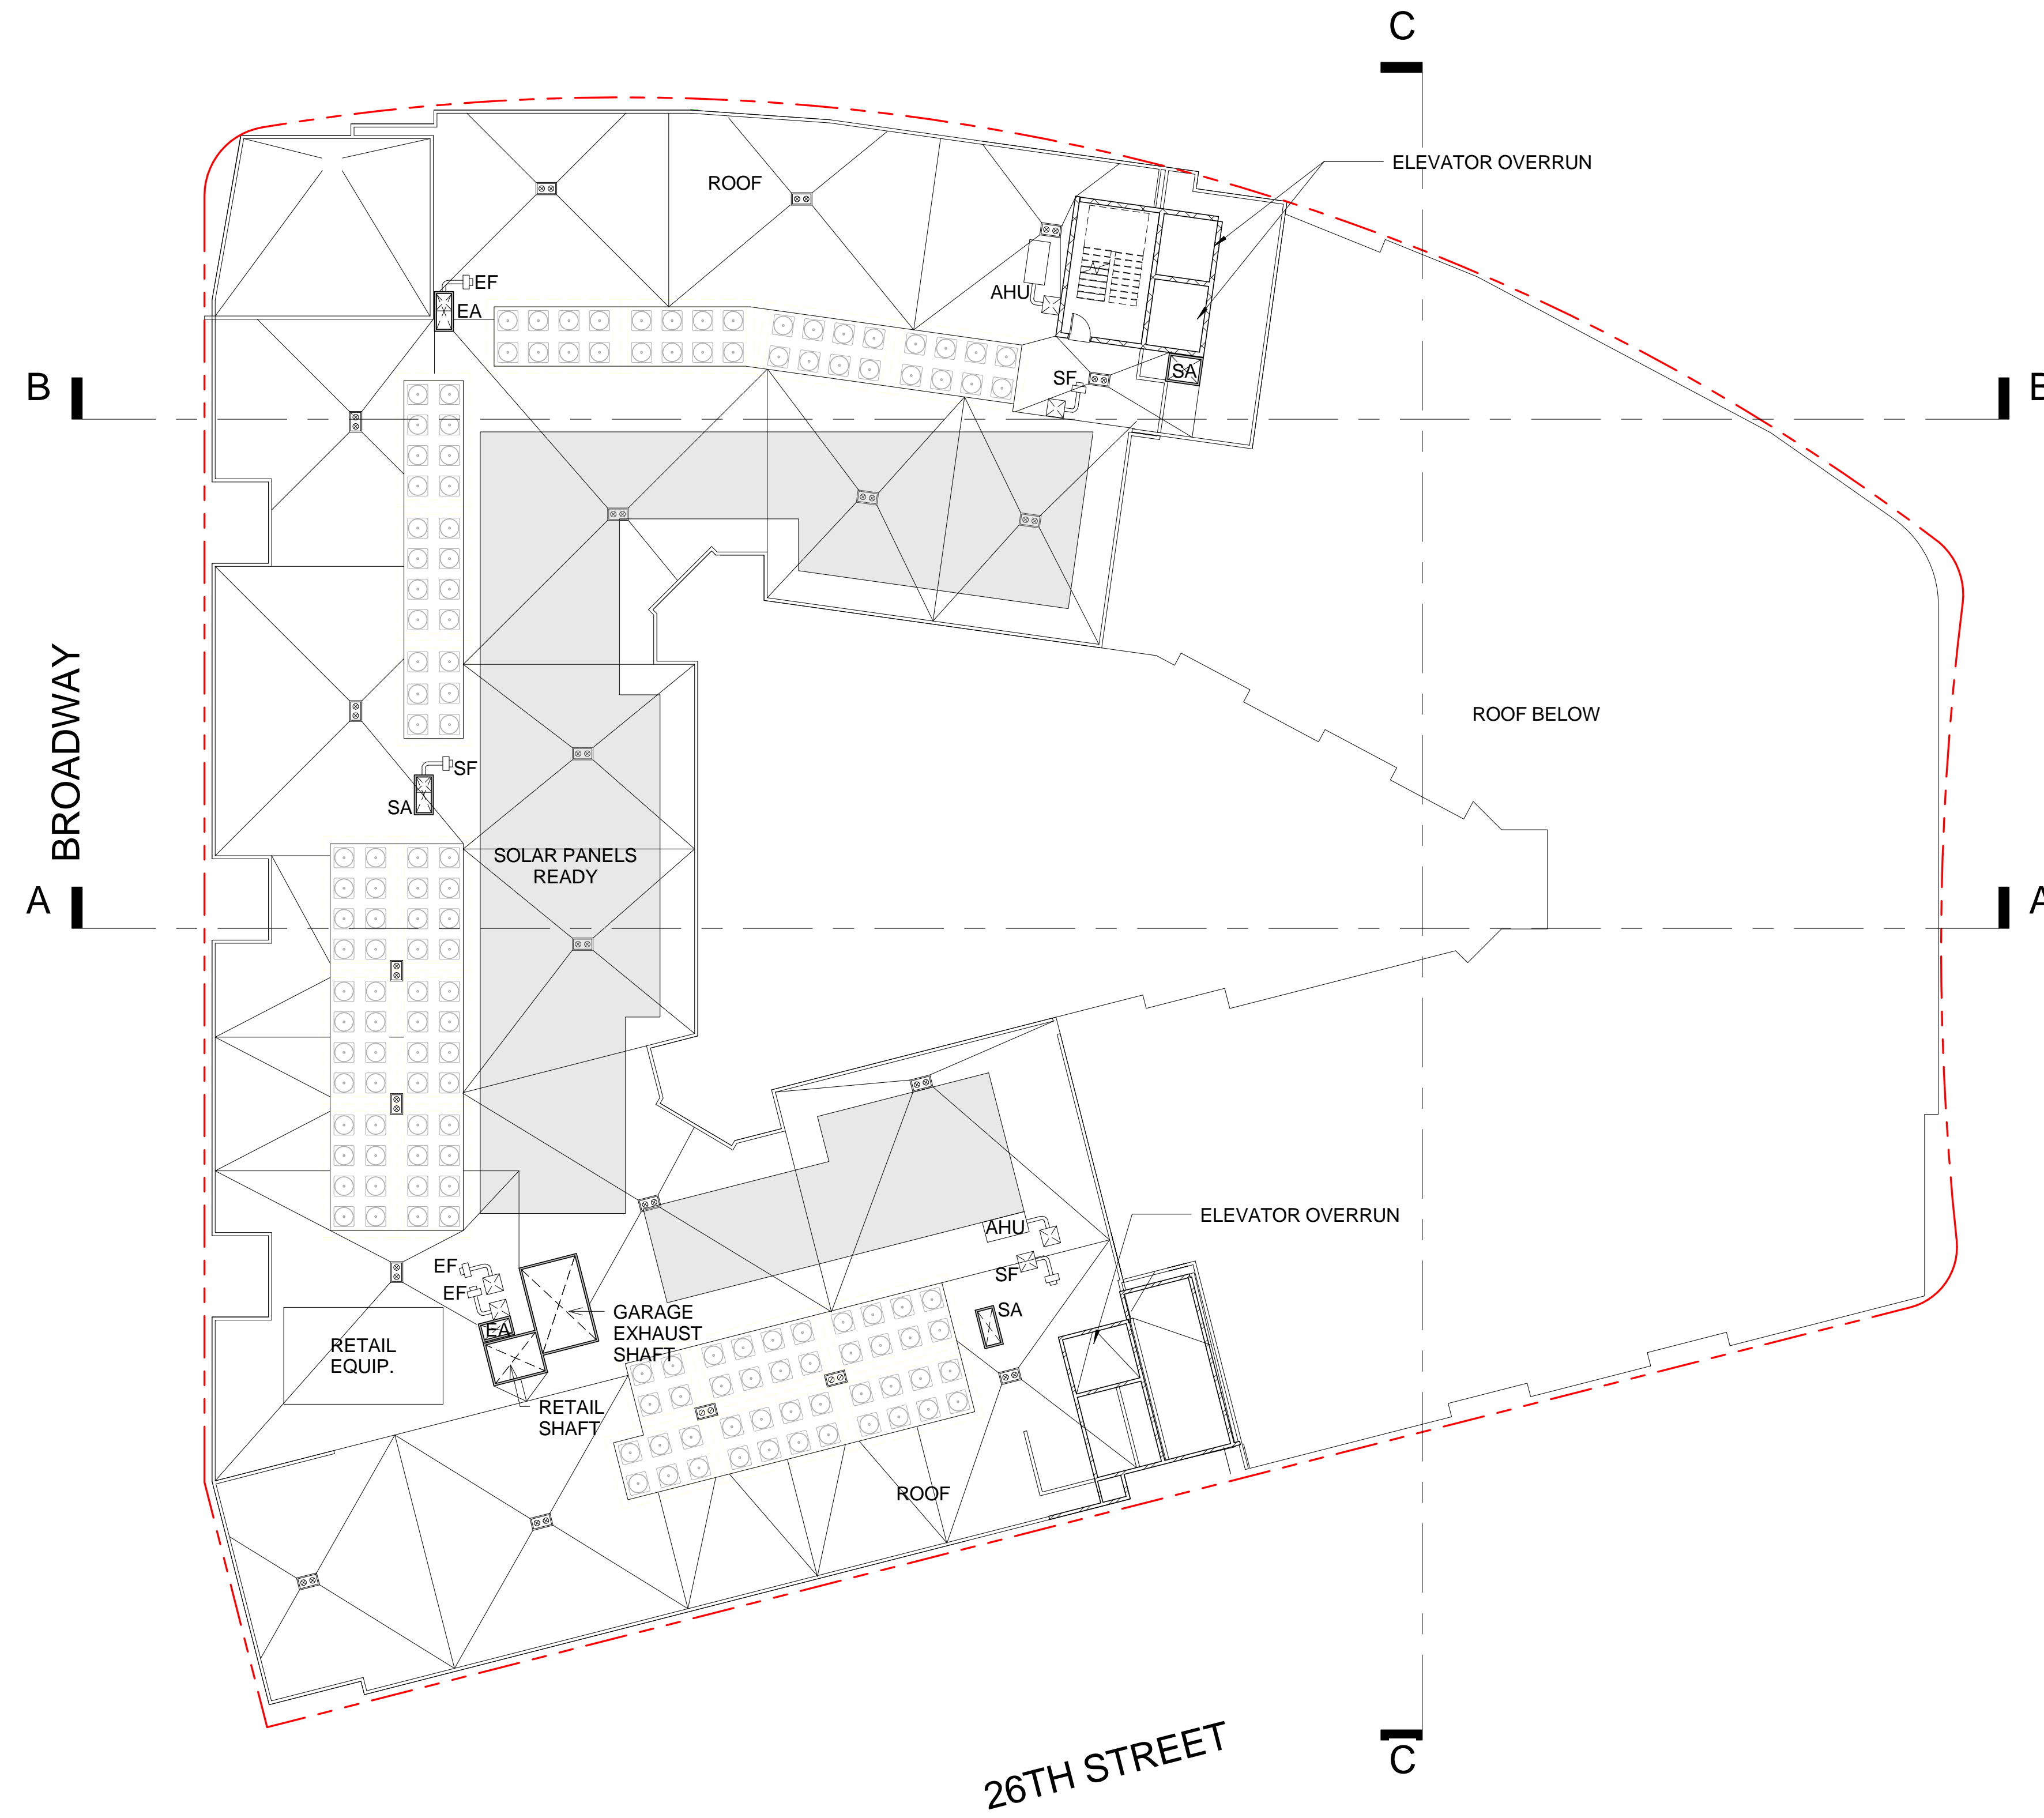 C
ELEVATOR OVERRUN
ROOF
EF
EA
AHU
SF
SA
B
B
ROOF BELOW
BROADWAY
SF
SA
SOLAR PANELS
READY
A
A
ELEVATOR OVERRUN
AHU
SF
SA
EF
EF
EA
GARAGE
EXHAUST
SHAFT
RETAIL
EQUIP.
RETAIL
SHAFT
ROOF
26TH STREET
C